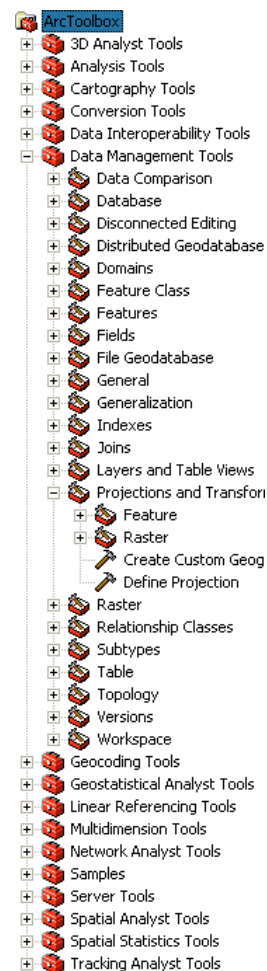 ArcToolbox
3D Analyst Tools
Analysis Tools
Cartography Tools
Conversion Tools
Data Interoperability Tools
Data Management Tools
Data Comparison
Database
Disconnected Editing
Distributed Geodatabase
Domains
Feature Class
Features
Fields
File Geodatabase
General
Generalization
Indexes
Joins
Layers and Table Views
Projections and Transforr
Feature
Raster
Create Custom Geog
Define Projection
Raster
Relationship Classes
Subtypes
Table
Topology
Versions
Workspace
Geocoding Tools
Geostatistical Analyst Tools
Linear Referencing Tools
Multidimension Tools
Network Analyst Tools
Samples
Server Tools
Spatial Analyst Tools
Spatial Statistics Tools
Tracking Analyst Tools